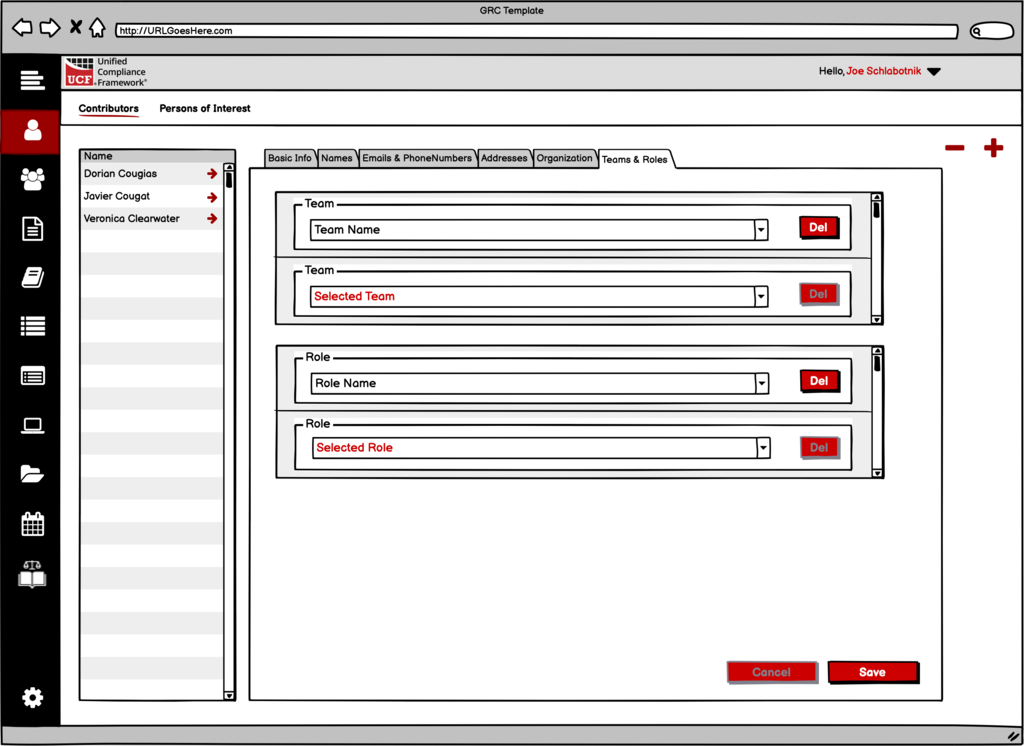 GRC Template
http://URLGoesHere.com
Unified
Compliance
Framework®
UCF
Hello, Joe Schlabotnik
Contributors Persons of Interest
Name
Dorian Cougias
Javier Cougat
Veronica Clearwater
Basic Info Names Emails & PhoneNumbers Addresses Organization Teams & Roles
Team
Team Name
Del
Team
Selected Team
Del
Role
Role Name
Del
Role
Selected Role
Del
Cancel Save